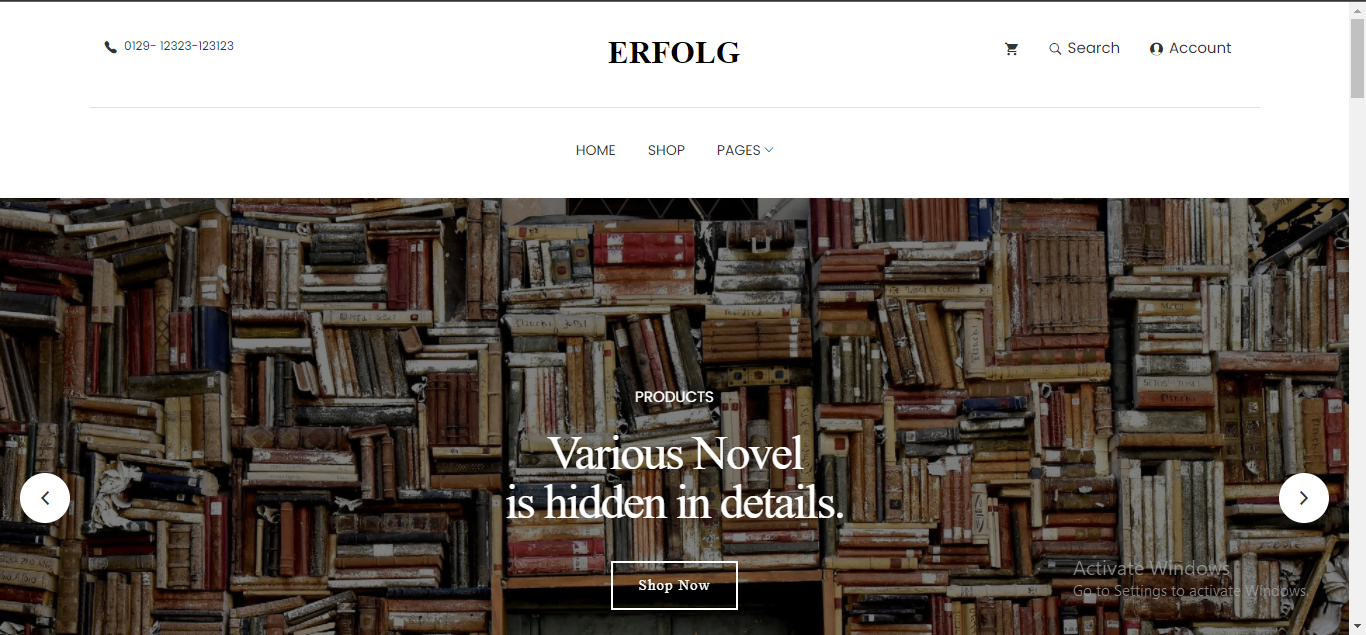 0129- 12323-123123
ERFOLG
Search
Account
HOME
SHOP
PAGES
PRODUCTS
Various Novel
is hidden in details.
Shop Now
Activate Windows
Go to Settings to activate Windows.